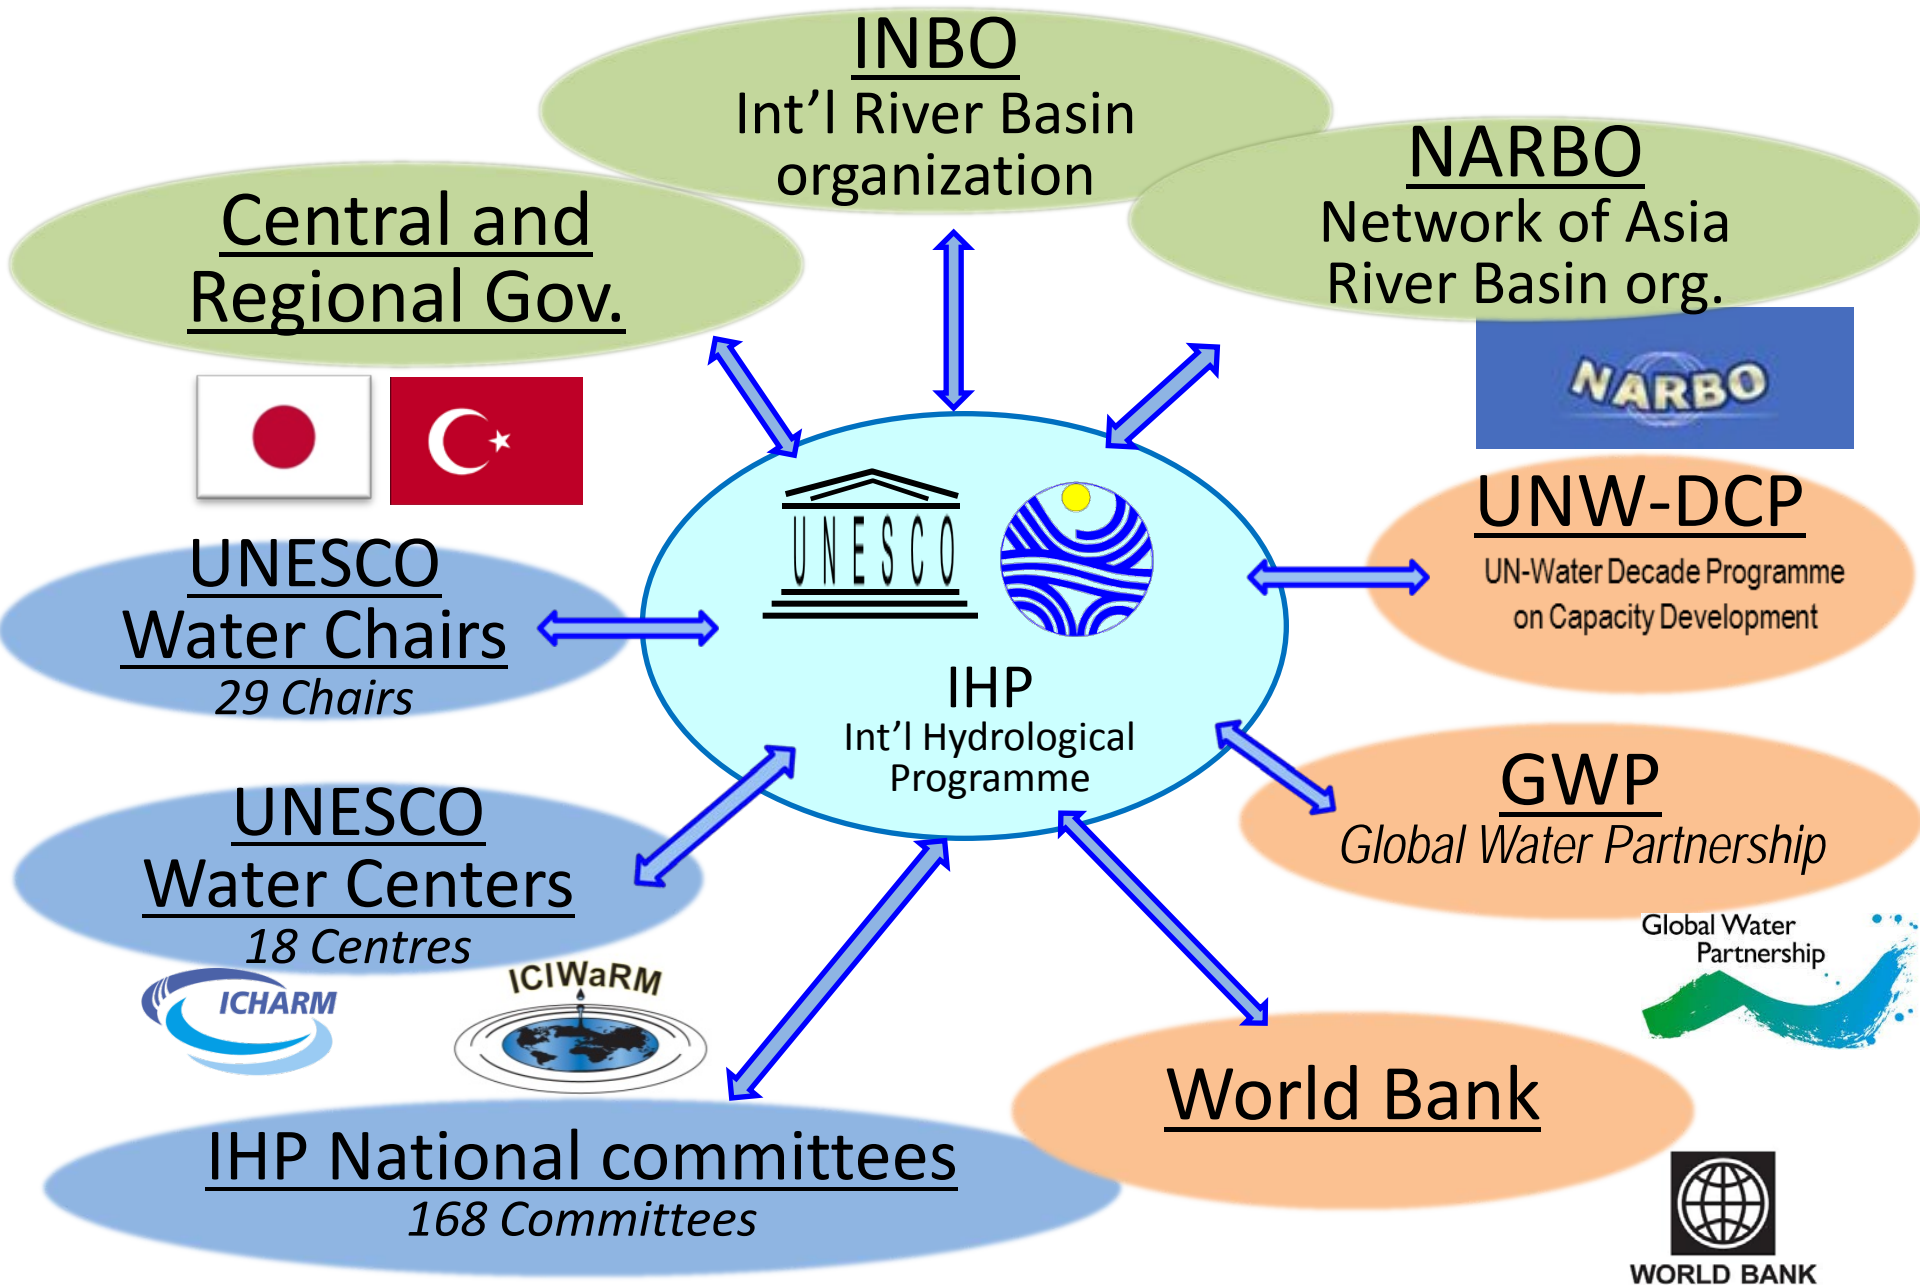 INBO
Int’l River Basin
organization
NARBO
Network of Asia
River Basin org.
NARBO
Central and
Regional Gov.
UNESCO
IHP
Int’l Hydrological
Programme
UNW-DCP
UN-Water Decade Programme
on Capacity Development
UNESCO
Water Chairs
29 Chairs
GWP
Global Water Partnership
Global Water
Partnership
UNESCO
Water Centers
18 Centres
ICHARM
ICIWaRM
World Bank
WORLD BANK
IHP National committees
168 Committees